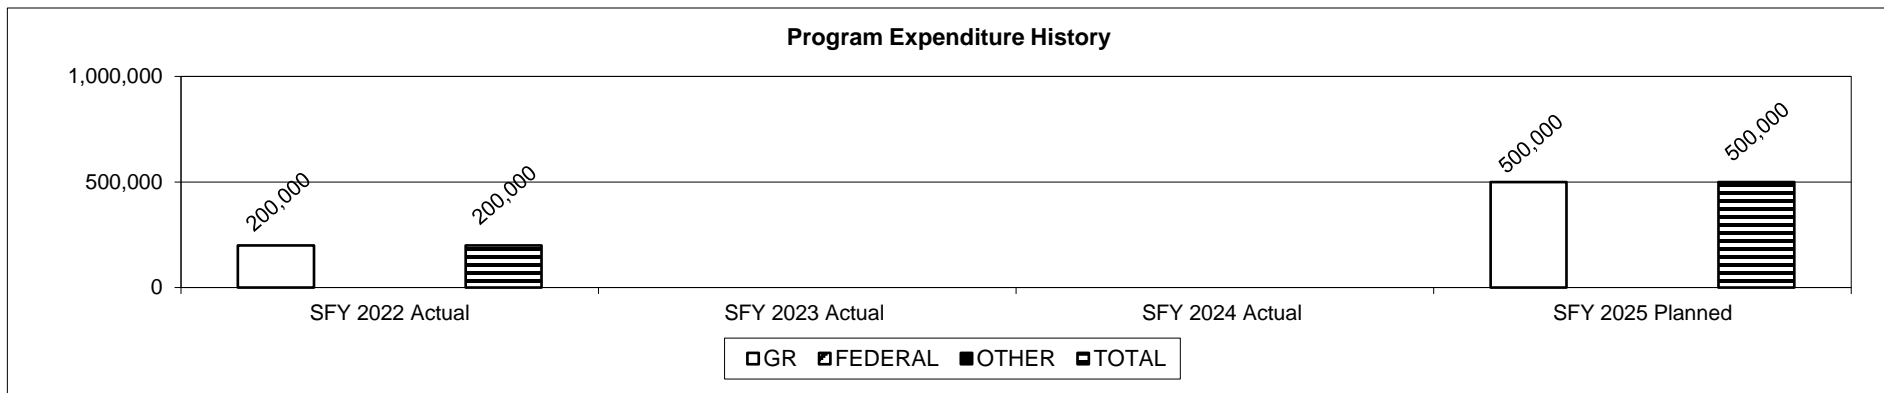 Program Expenditure History
1,000,000
500,000
0
200,000
200,000
500,000
500,000
SFY 2022 Actual
SFY 2023 Actual
SFY 2024 Actual
SFY 2025 Planned
GR FEDERAL OTHER TOTAL